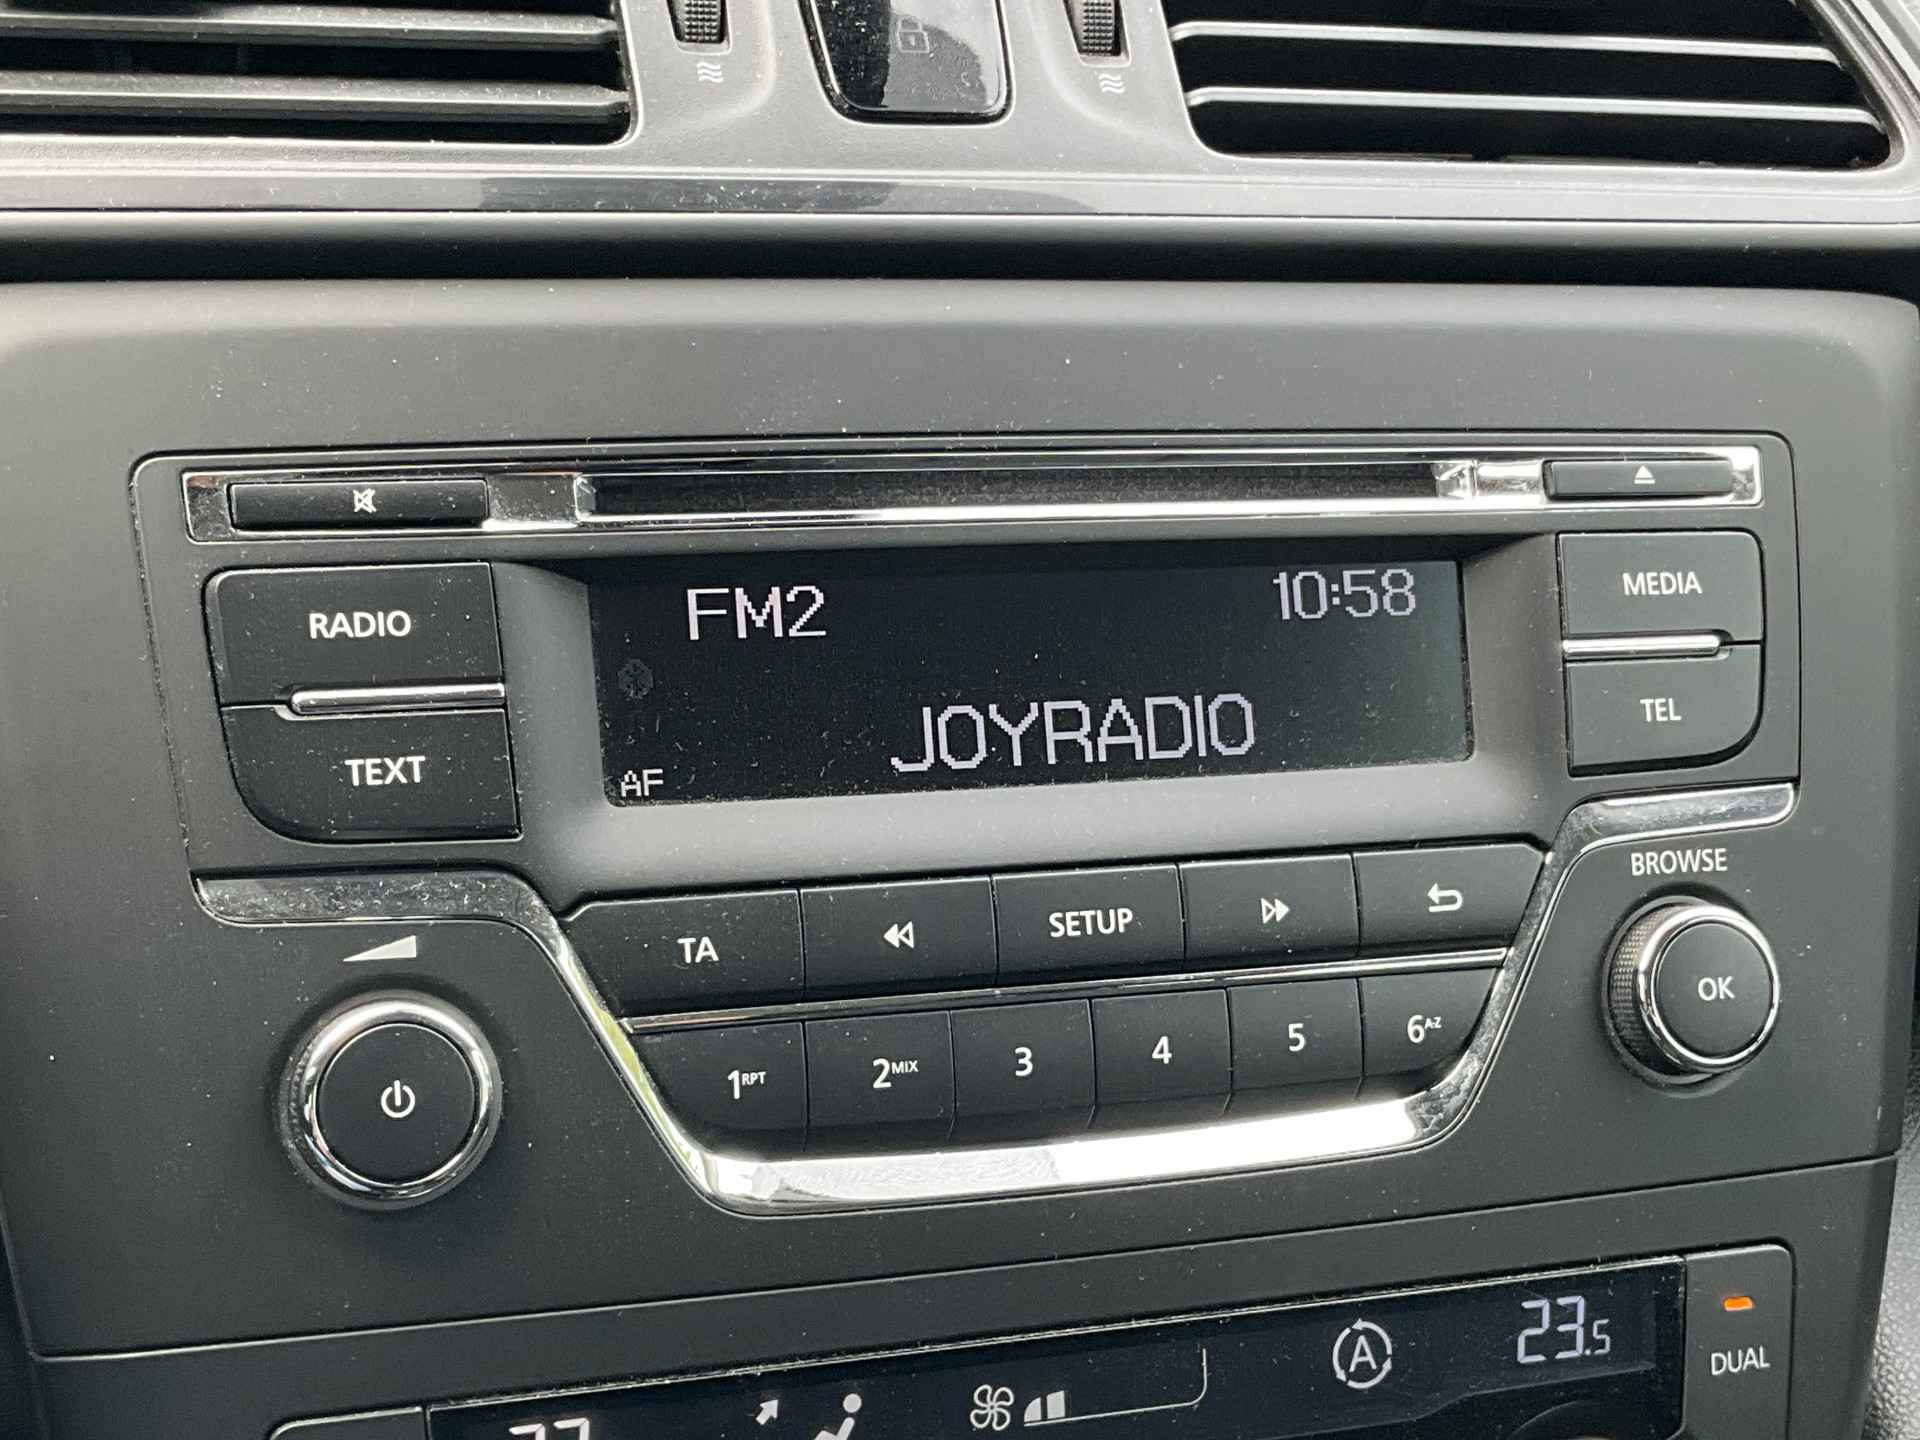 RADIO
TEXT
FM2 10:58
JOYRADIO
AF
MEDIA
TEL
BROWSE
TA SETUP
OK
1RPT 2MIX 3 4 5 6A-Z
A 23.5
DUAL